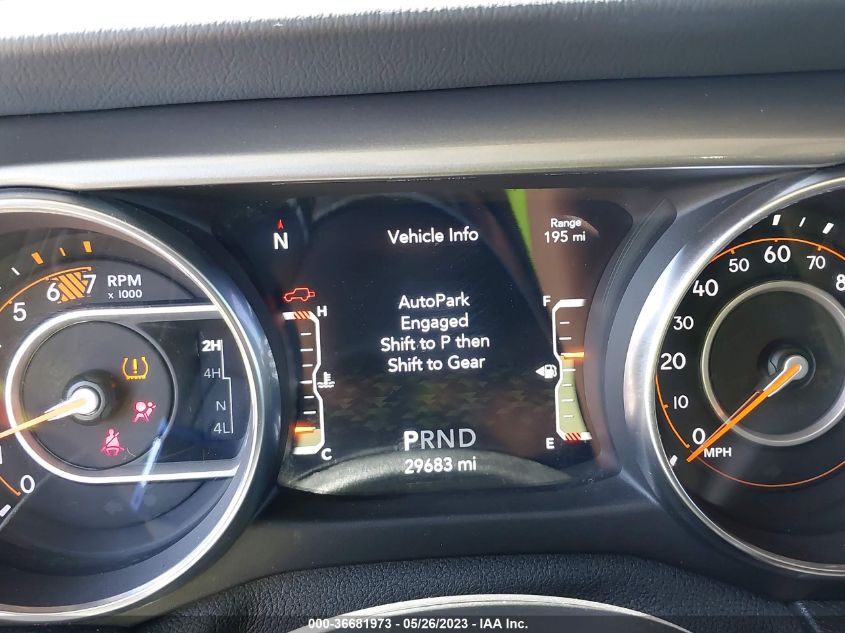 N
Vehicle Info
Range
195 mi
AutoPark
Engaged
Shift to P then
Shift to Gear
H
C
F
E
PRND
29683 mi
5
6
7
RPM
x 1000
2H
4H
N
4L
0
0
10
20
30
40
50
60
70
8
MPH
000-36681973 / 05/26/2023 - IAA Inc.